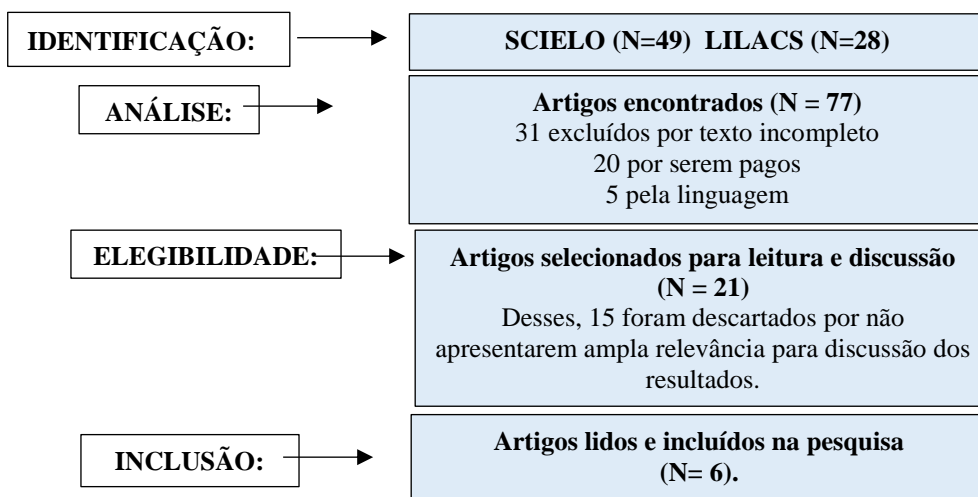 IDENTIFICAÇÃO:
SCIELO (N=49) LILACS (N=28)
ANÁLISE:
Artigos encontrados (N = 77)
31 excluídos por texto incompleto
20 por serem pagos
5 pela linguagem
ELEGIBILIDADE:
Artigos selecionados para leitura e discussão
(N = 21)
Desses, 15 foram descartados por não
apresentarem ampla relevância para discussão dos
resultados.
INCLUSÃO:
Artigos lidos e incluídos na pesquisa
(N= 6).